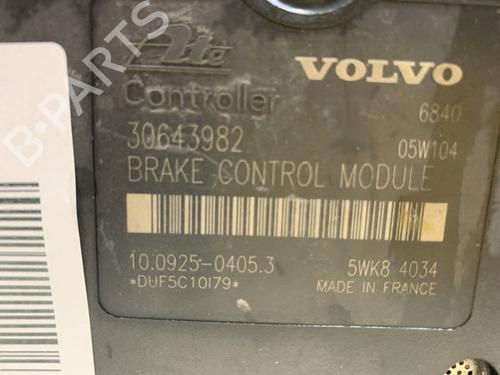 Ate
VOLVO
Controller
6840
30643982
05W104
BRAKE CONTROL MODULE
10.0925-0405.3
5WK8 4034
*DUF5C10I79*
MADE IN FRANCE
B-PARTS